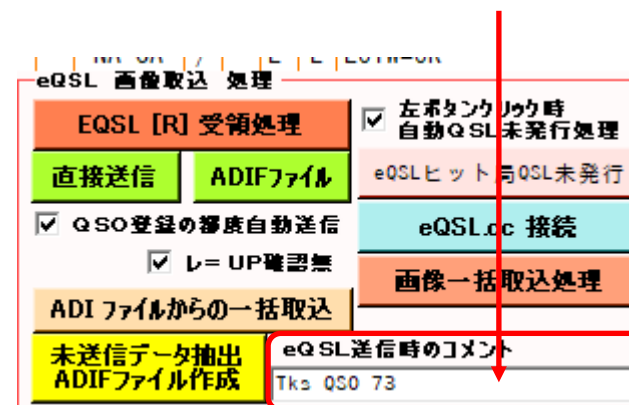 eQSL 画像取込 処理
EQSL [R] 受領処理
左ボタンクリック時
自動QSL未発行処理
直接送信
ADIFファイル
eQSLヒット局QSL未発行
QSO登録の都度自動送信
eQSL.cc 接続
レ= UP確認無
画像一括取込処理
ADI ファイルからの一括取込
未送信データ抽出
ADIFファイル作成
eQSL送信時のコメント
Tks QSO 73